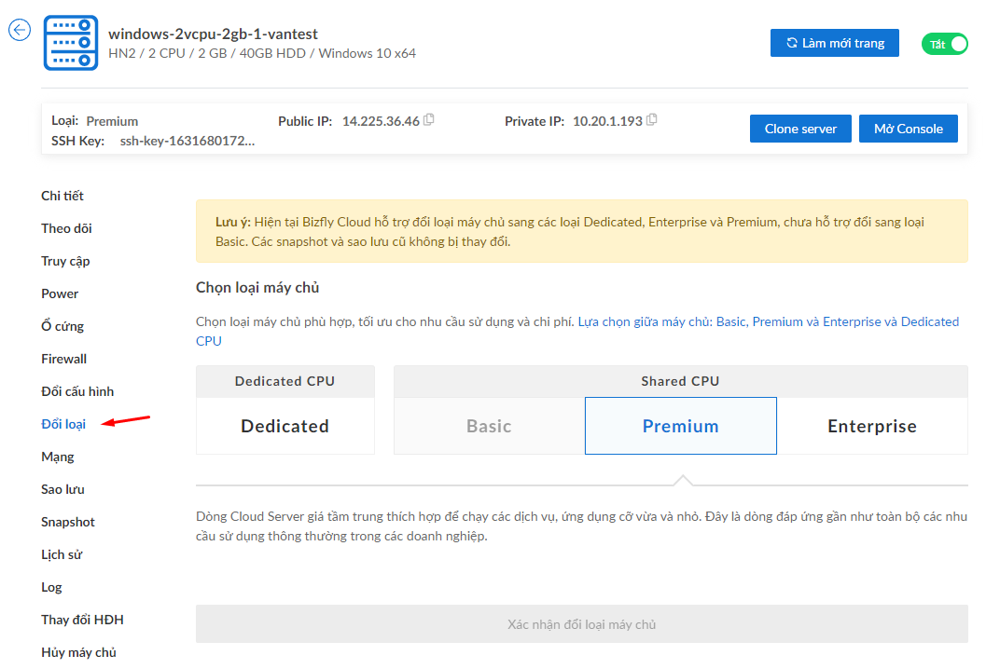 windows-2vcpu-2gb-1-vantest
HN2 / 2 CPU / 2 GB / 40GB HDD / Windows 10 x64
Làm mới trang
Tắt
Loại: Premium
Public IP: 14.225.36.46
Private IP: 10.20.1.193
SSH Key: ssh-key-1631680172...
Clone server
Mở Console
Chi tiết
Theo dõi
Truy cập
Power
Ổ cứng
Firewall
Đổi cấu hình
Đổi loại
Mạng
Sao lưu
Snapshot
Lịch sử
Log
Thay đổi HĐH
Hủy máy chủ
Lưu ý: Hiện tại Bizfly Cloud hỗ trợ đổi loại máy chủ sang các loại Dedicated, Enterprise và Premium, chưa hỗ trợ đổi sang loại
Basic. Các snapshot và sao lưu cũ không bị thay đổi.
Chọn loại máy chủ
Chọn loại máy chủ phù hợp, tối ưu cho nhu cầu sử dụng và chi phí. Lựa chọn giữa máy chủ: Basic, Premium và Enterprise và Dedicated
CPU
Dedicated CPU
Shared CPU
Dedicated
Basic
Premium
Enterprise
Dòng Cloud Server giá tầm trung thích hợp để chạy các dịch vụ, ứng dụng cỡ vừa và nhỏ. Đây là dòng đáp ứng gần như toàn bộ các nhu
cầu sử dụng thông thường trong các doanh nghiệp.
Xác nhận đổi loại máy chủ